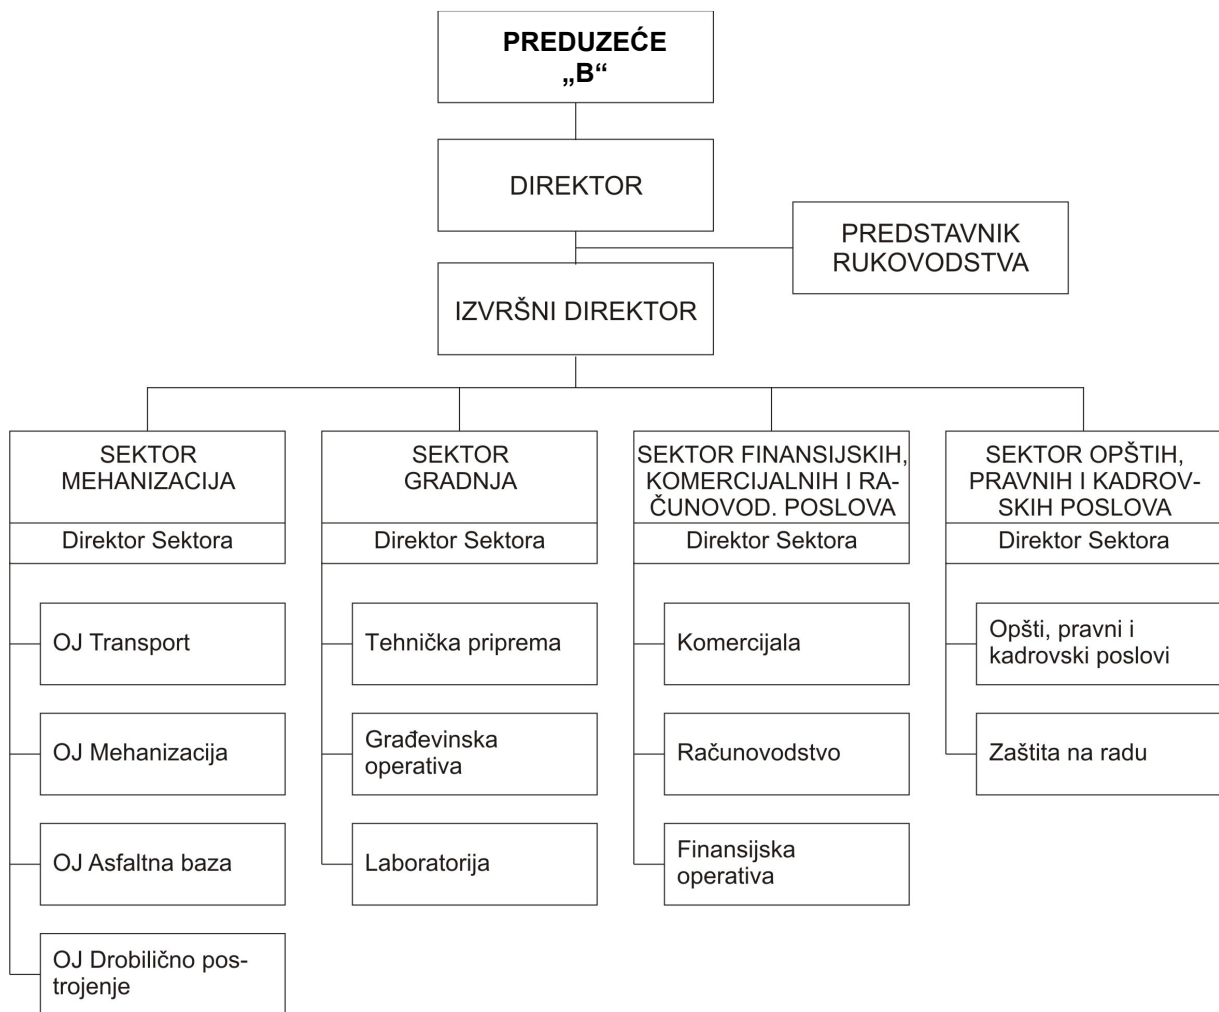 PREDUZEĆE
„B“
DIREKTOR
PREDSTAVNIK
RUKOVODSTVA
IZVRŠNI DIREKTOR
SEKTOR
MEHANIZACIJA
Direktor Sektora
OJ Transport
OJ Mehanizacija
OJ Asfaltna baza
OJ Drobilično pos-
trojenje
SEKTOR
GRADNJA
Direktor Sektora
Tehnička priprema
Građevinska
operativa
Laboratorija
SEKTOR FINANSIJSKIH,
KOMERCIJALNIH I RA-
ČUNOVOD. POSLOVA
Direktor Sektora
Komercijala
Računovodstvo
Finansijska
operativa
SEKTOR OPŠTIH,
PRAVNIH I KADROV-
SKIH POSLOVA
Direktor Sektora
Opšti, pravni i
kadrovski poslovi
Zaštita na radu